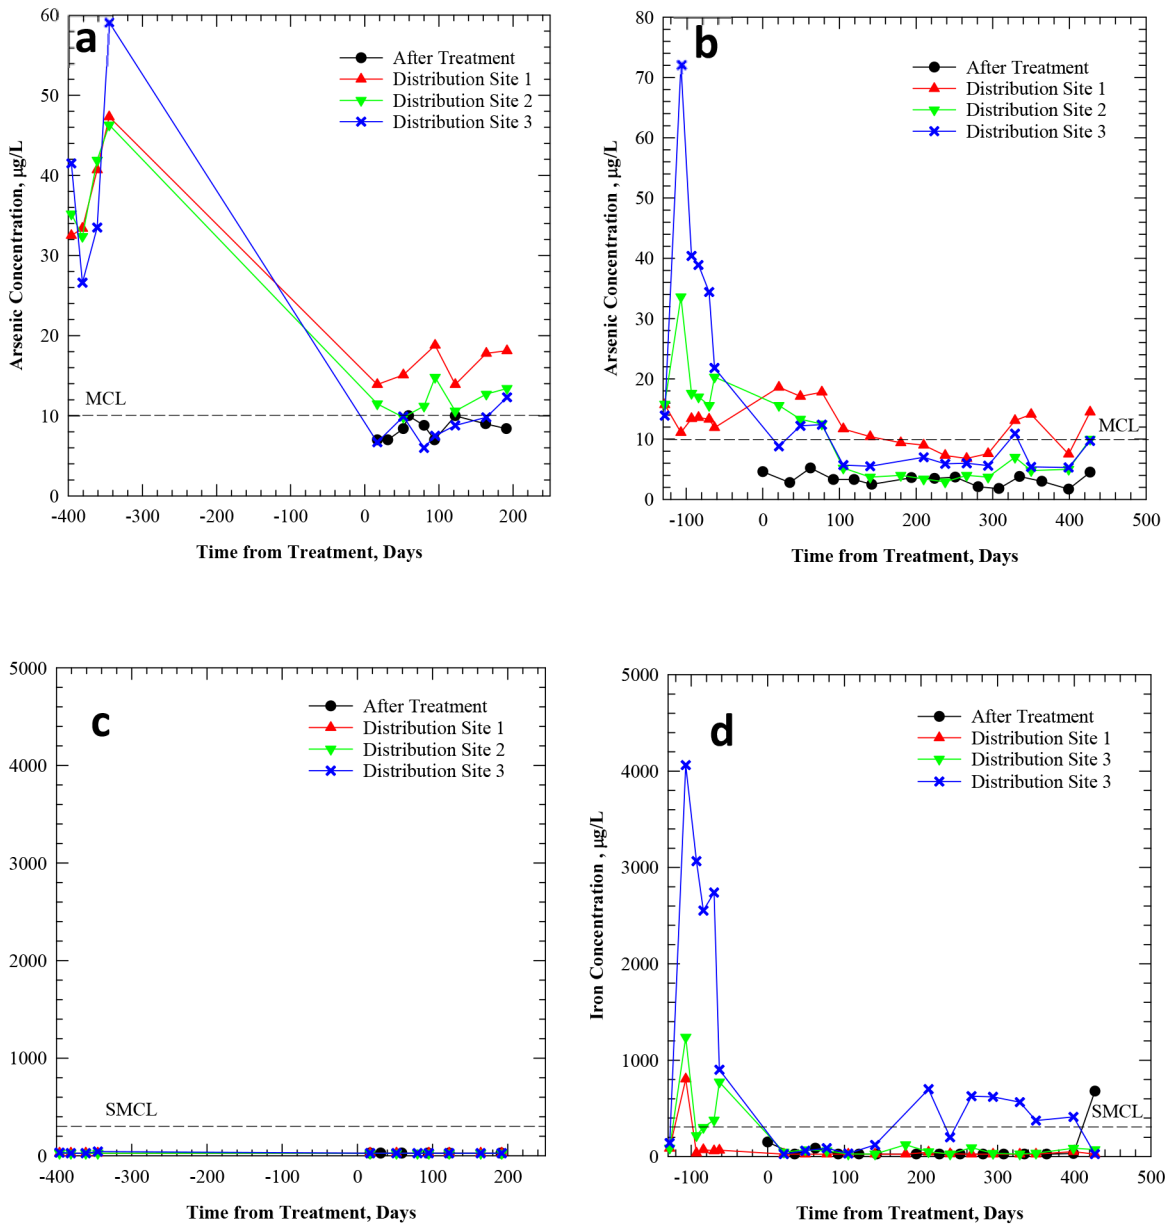 a
After Treatment
Distribution Site 1
Distribution Site 2
Distribution Site 3
MCL
60
50
40
30
20
10
0
-400 -300 -200 -100 0 100 200
Arsenic Concentration, µg/L
Time from Treatment, Days
b
After Treatment
Distribution Site 1
Distribution Site 2
Distribution Site 3
MCL
80
70
60
50
40
30
20
10
0
-100 0 100 200 300 400 500
Arsenic Concentration , µg/L
Time from Treatment, Days
c
After Treatment
Distribution Site 1
Distribution Site 2
Distribution Site 3
SMCL
5000
4000
3000
2000
1000
0
-400 -300 -200 -100 0 100 200
Time from Treatment, Days
d
After Treatment
Distribution Site 1
Distribution Site 3
Distribution Site 3
SMCL
5000
4000
3000
2000
1000
0
-100 0 100 200 300 400 500
Iron Concentration , µg/L
Time from Treatment, Days